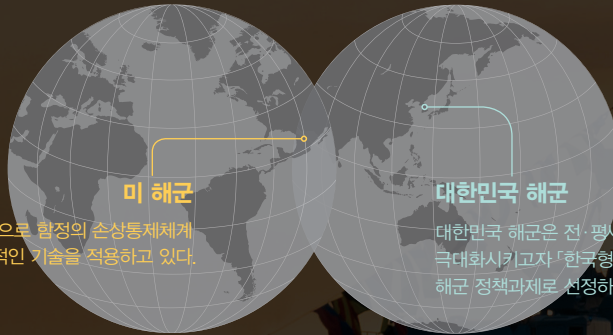 미 해군
으로 함정의 손상통제체계
적인 기술을 적용하고 있다.
대한민국 해군
대한민국 해군은 전·평시
극대화시키고자 「한국형
해군 정책과제로 선정하